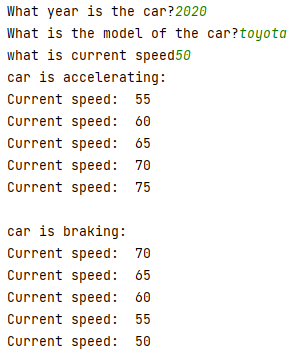 What year is the car?2020
What is the model of the car?toyota
what is current speed50
car is accelerating:
Current speed:  55
Current speed:  60
Current speed:  65
Current speed:  70
Current speed:  75

car is braking:
Current speed:  70
Current speed:  65
Current speed:  60
Current speed:  55
Current speed:  50